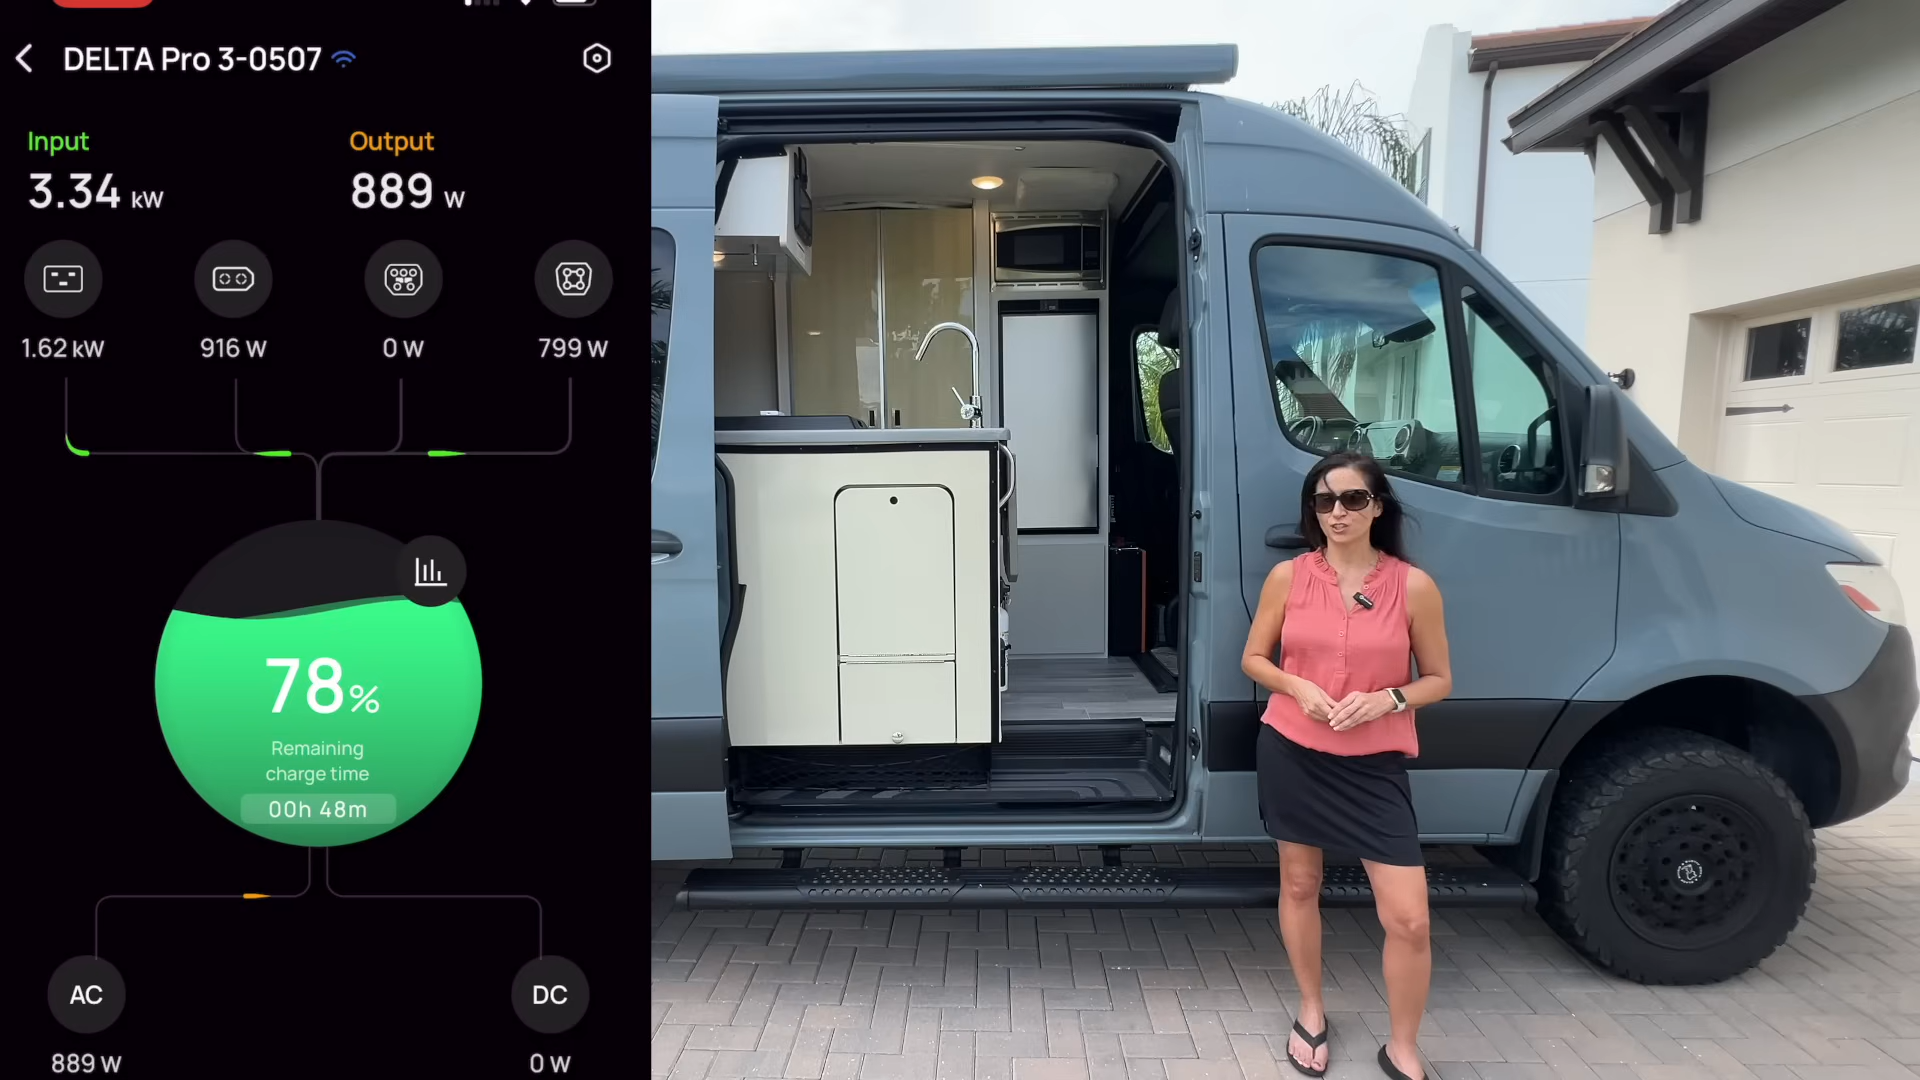 DELTA Pro 3-0507
Input
Output
3.34 kW
889 W
1.62 kW
916 W
0 W
799 W
78%
Remaining
charge time
00h 48m
AC
DC
889 W
0 W